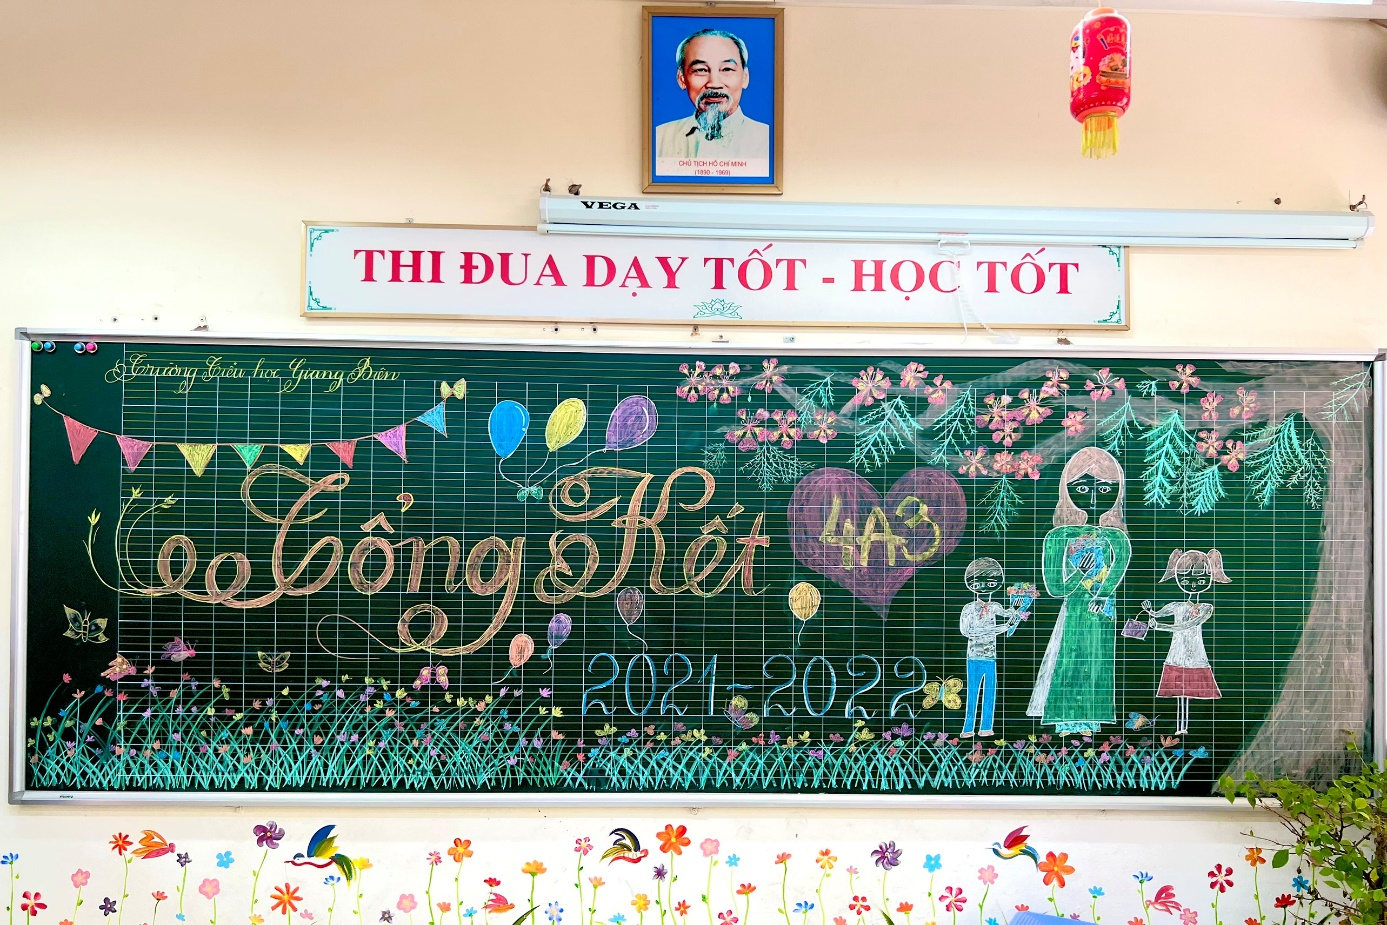 CHỦ TỊCH HỒ CHÍ MINH
(1890 - 1969)
VEGA
THI ĐUA DẠY TỐT - HỌC TỐT
Trường Tiểu học Giang Biên
Tổng Kết
4A3
2021-2022